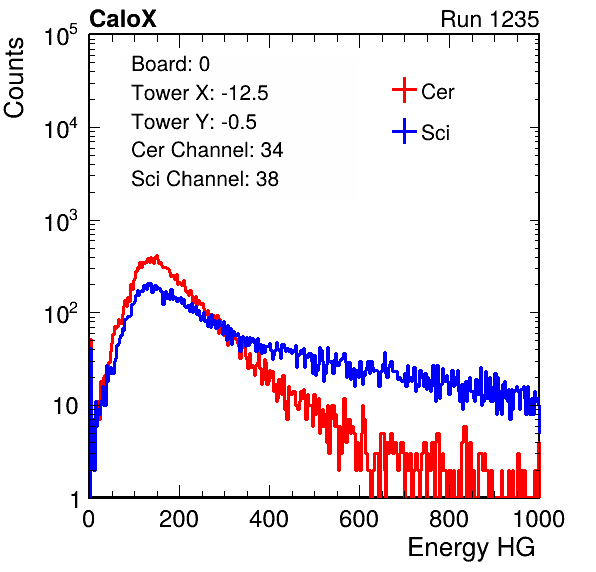 CaloX Run 1235
Counts
Board: 0
Tower X: -12.5
Tower Y: -0.5
Cer Channel: 34
Sci Channel: 38
Cer
Sci
10^5
10^4
10^3
10^2
10
1
0 200 400 600 800 1000
Energy HG